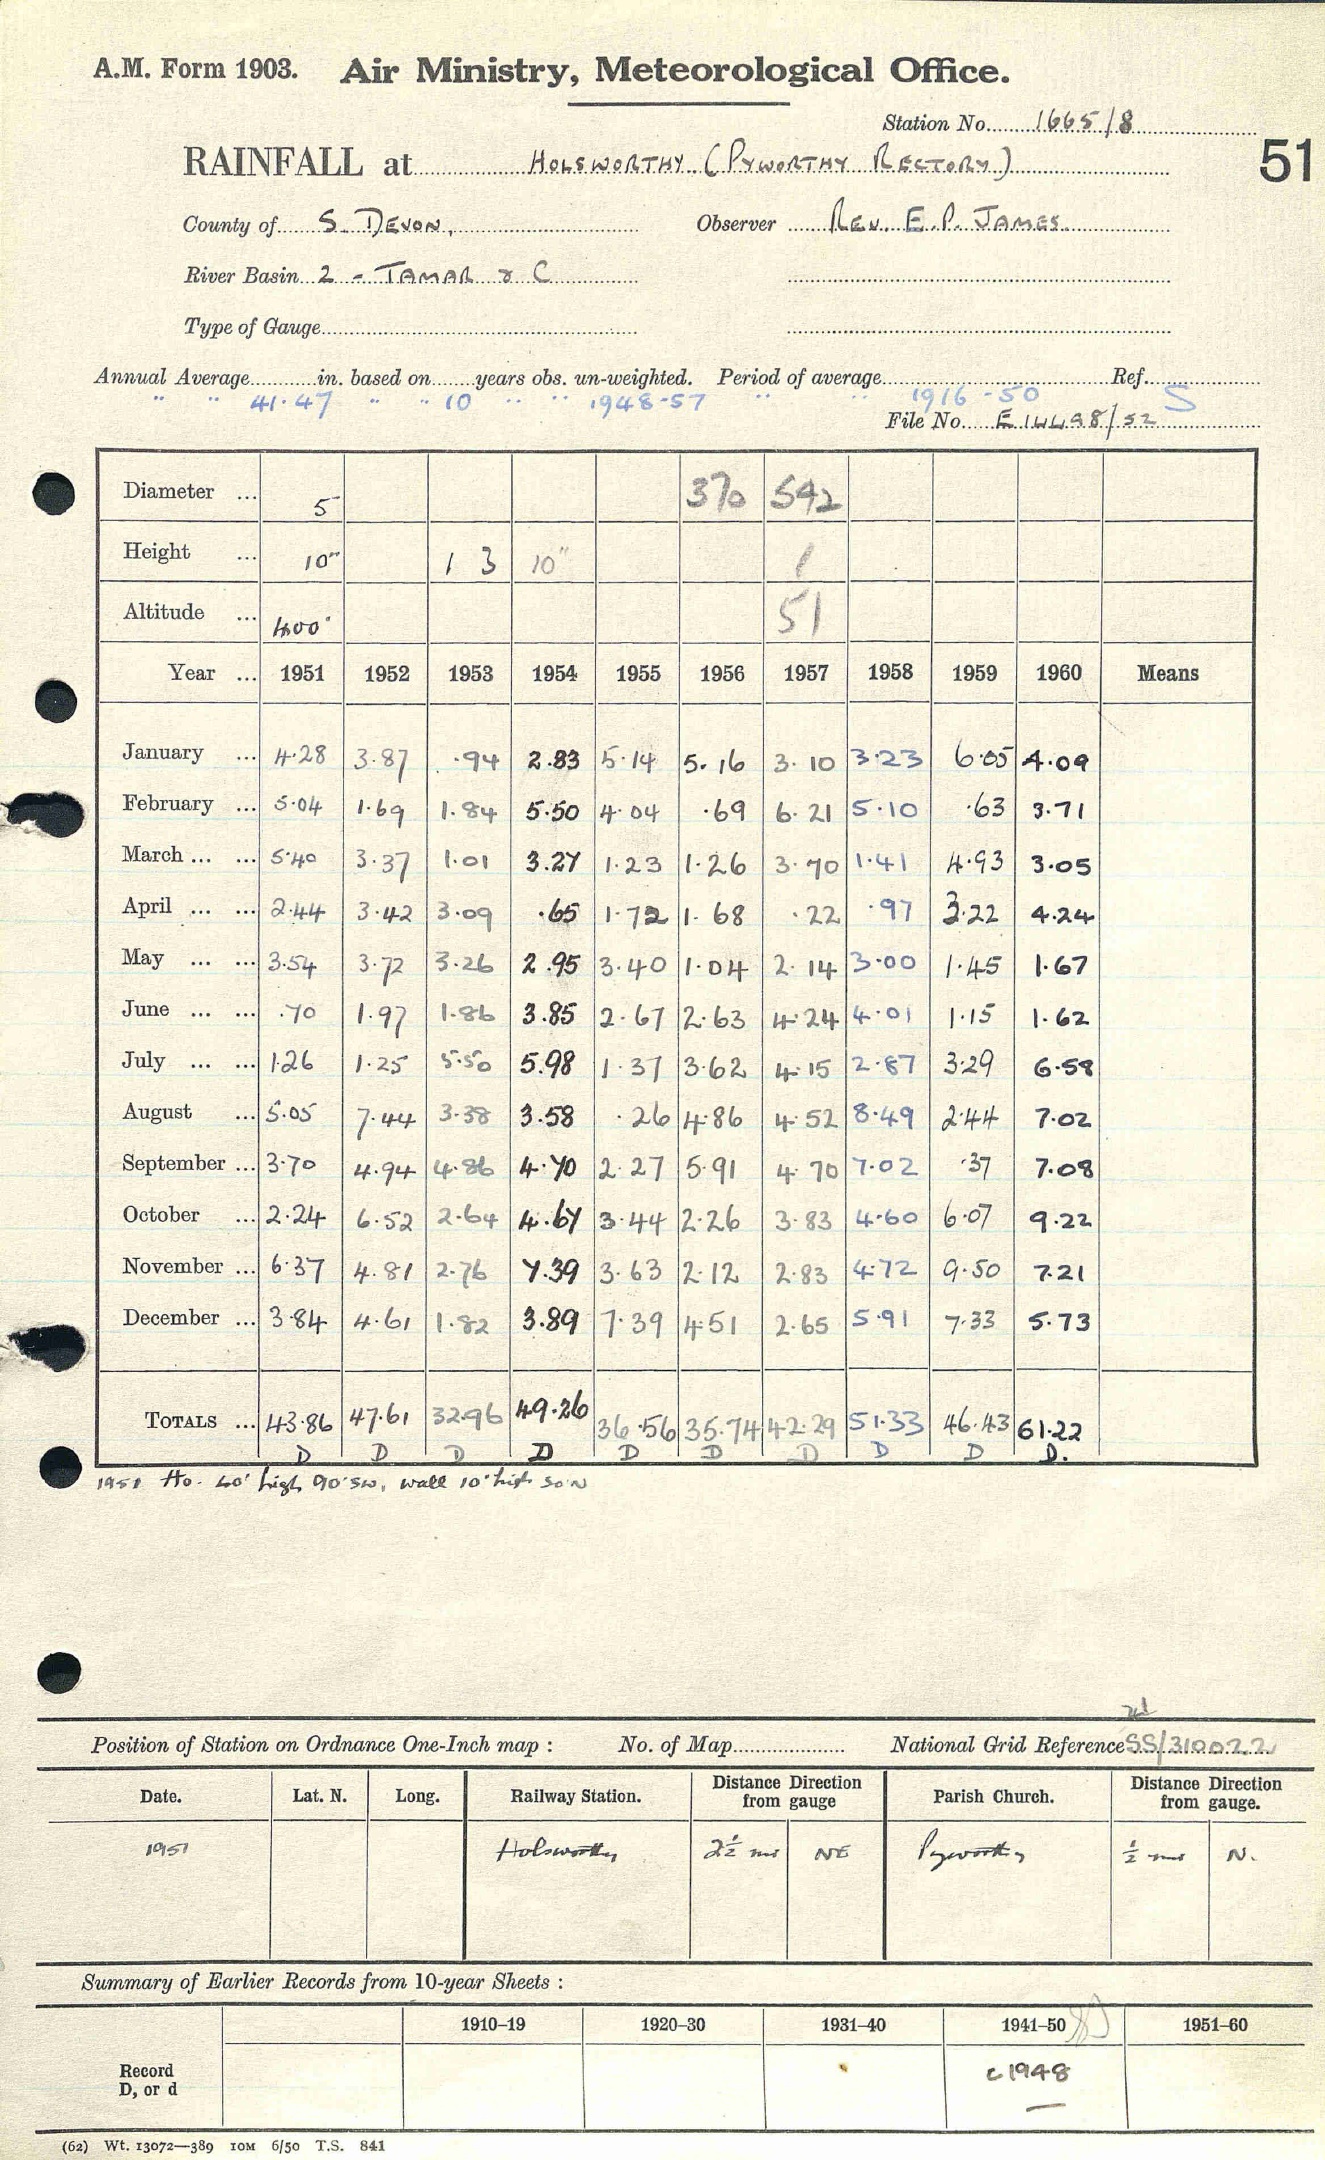 A.M. Form 1903. Air Ministry, Meteorological Office.
Station No. 1665/8
RAINFALL at HOLSWORTHY (PYWORTHY RECTORY)
51
County of S. DEVON, Observer REV. E.P. JAMES.
River Basin 2 - TAMAR & C
Type of Gauge
Annual Average in. based on years obs. un-weighted. Period of average Ref.
" " 41.47 " " 10 " " 1948-57 " " 1916-50 S
File No. E 14498/52
Diameter ... 5 370 542
Height ... 10" 1 3 10" 1
Altitude ... 400' 51
Year ... 1951 1952 1953 1954 1955 1956 1957 1958 1959 1960 Means
January ... 4.28 3.87 .94 2.83 5.14 5.16 3.10 3.23 6.05 4.09
February ... 5.04 1.69 1.84 5.50 4.04 .69 6.21 5.10 .63 3.71
March ... ... 5.40 3.37 1.01 3.27 1.23 1.26 3.70 1.41 4.93 3.05
April ... ... 2.44 3.42 3.09 .65 1.72 1.68 .22 .97 3.22 4.24
May ... ... 3.54 3.72 3.26 2.95 3.40 1.04 2.14 3.00 1.45 1.67
June ... ... .70 1.97 1.86 3.85 2.67 2.63 4.24 4.01 1.15 1.62
July ... ... 1.26 1.25 5.50 5.98 1.37 3.62 4.15 2.87 3.29 6.58
August ... 5.05 7.44 3.38 3.58 .26 4.86 4.52 8.49 2.44 7.02
September ... 3.70 4.94 4.86 4.70 2.27 5.91 4.70 7.02 .37 7.08
October ... 2.24 6.52 2.64 4.67 3.44 2.26 3.83 4.60 6.07 9.22
November ... 6.37 4.81 2.76 7.39 3.63 2.12 2.83 4.72 9.50 7.21
December ... 3.84 4.61 1.82 3.89 7.39 4.51 2.65 5.91 7.33 5.73
TOTALS ... 43.86 47.61 32.96 49.26 36.56 35.74 42.29 51.33 46.43 61.22
D D D D D D D D D D.
1951 Ho. 40' high 90' SW, wall 10' high 50' N
Position of Station on Ordnance One-Inch map : No. of Map National Grid Reference SS/310022
Date. Lat. N. Long. Railway Station. Distance Direction from gauge Parish Church. Distance Direction from gauge.
1951 Holsworthy 2½ mls NE Pyworthy ½ mls N.
Summary of Earlier Records from 10-year Sheets :
1910–19 1920–30 1931–40 1941–50 1951–60
Record
D, or d
c 1948
(62) Wt. 13072—389 10M 6/50 T.S. 841